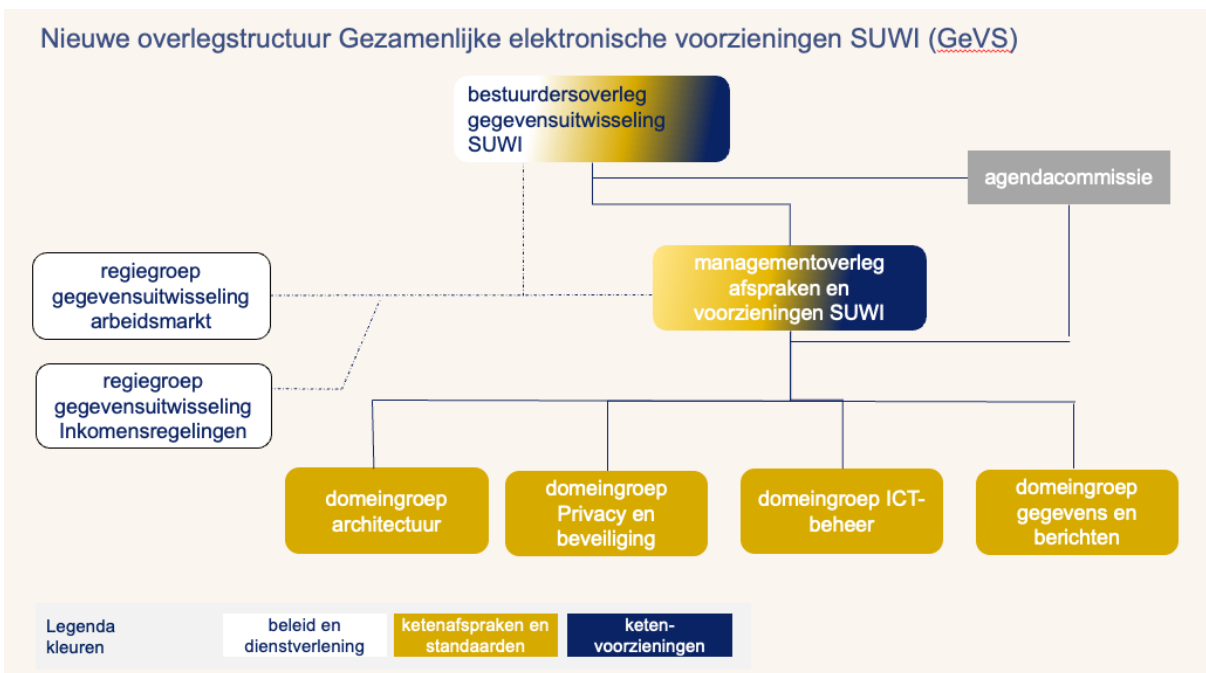 Nieuwe overlegstructuur Gezamenlijke elektronische voorzieningen SUWI (GeVS)
bestuurdersoverleg
gegevensuitwisseling
SUWI
agendacommissie
managementoverleg
afspraken en
voorzieningen SUWI
regiegroep
gegevensuitwisseling
arbeidsmarkt
regiegroep
gegevensuitwisseling
Inkomensregelingen
domeingroep
architectuur
domeingroep
Privacy en
beveiliging
domeingroep ICT-
beheer
domeingroep
gegevens en
berichten
Legenda
kleuren
beleid en
dienstverlening
ketenafspraken en
standaarden
keten-
voorzieningen